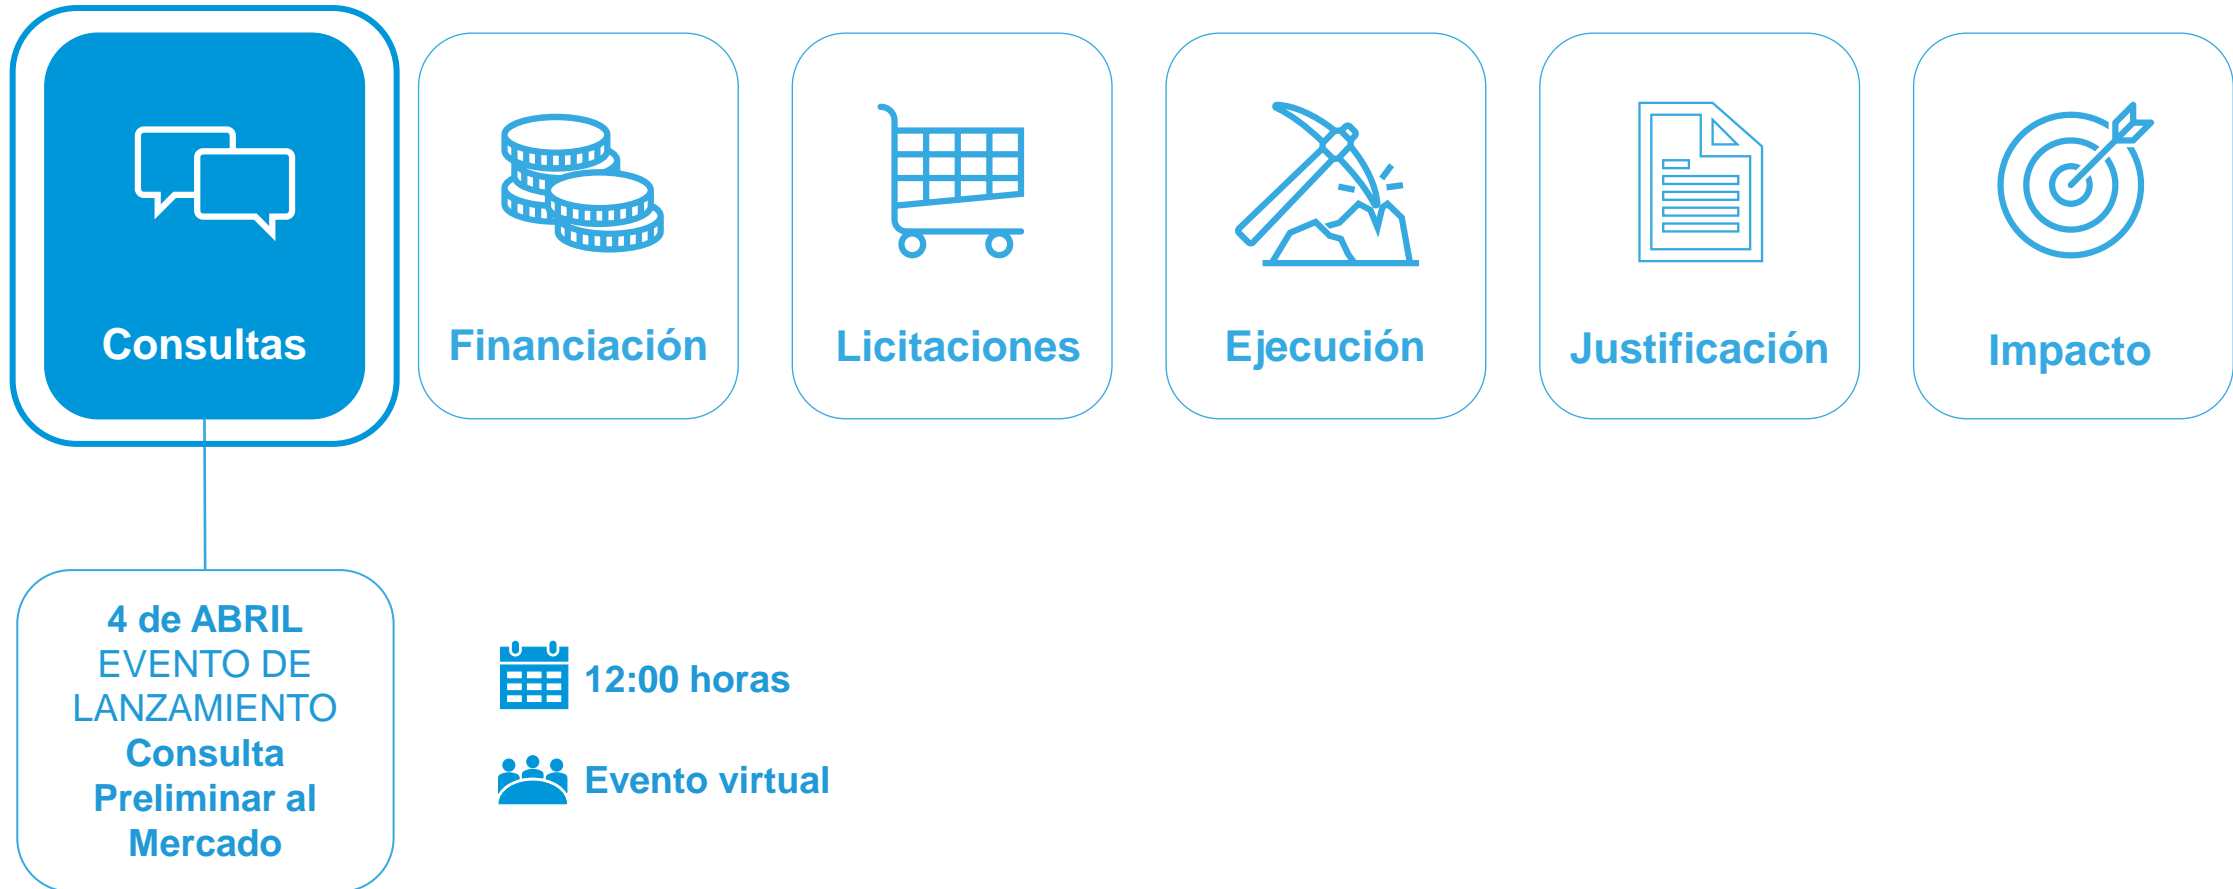 Consultas
Financiación
Licitaciones
Ejecución
Justificación
Impacto
4 de ABRIL
EVENTO DE
LANZAMIENTO
Consulta
Preliminar al
Mercado
12:00 horas
Evento virtual